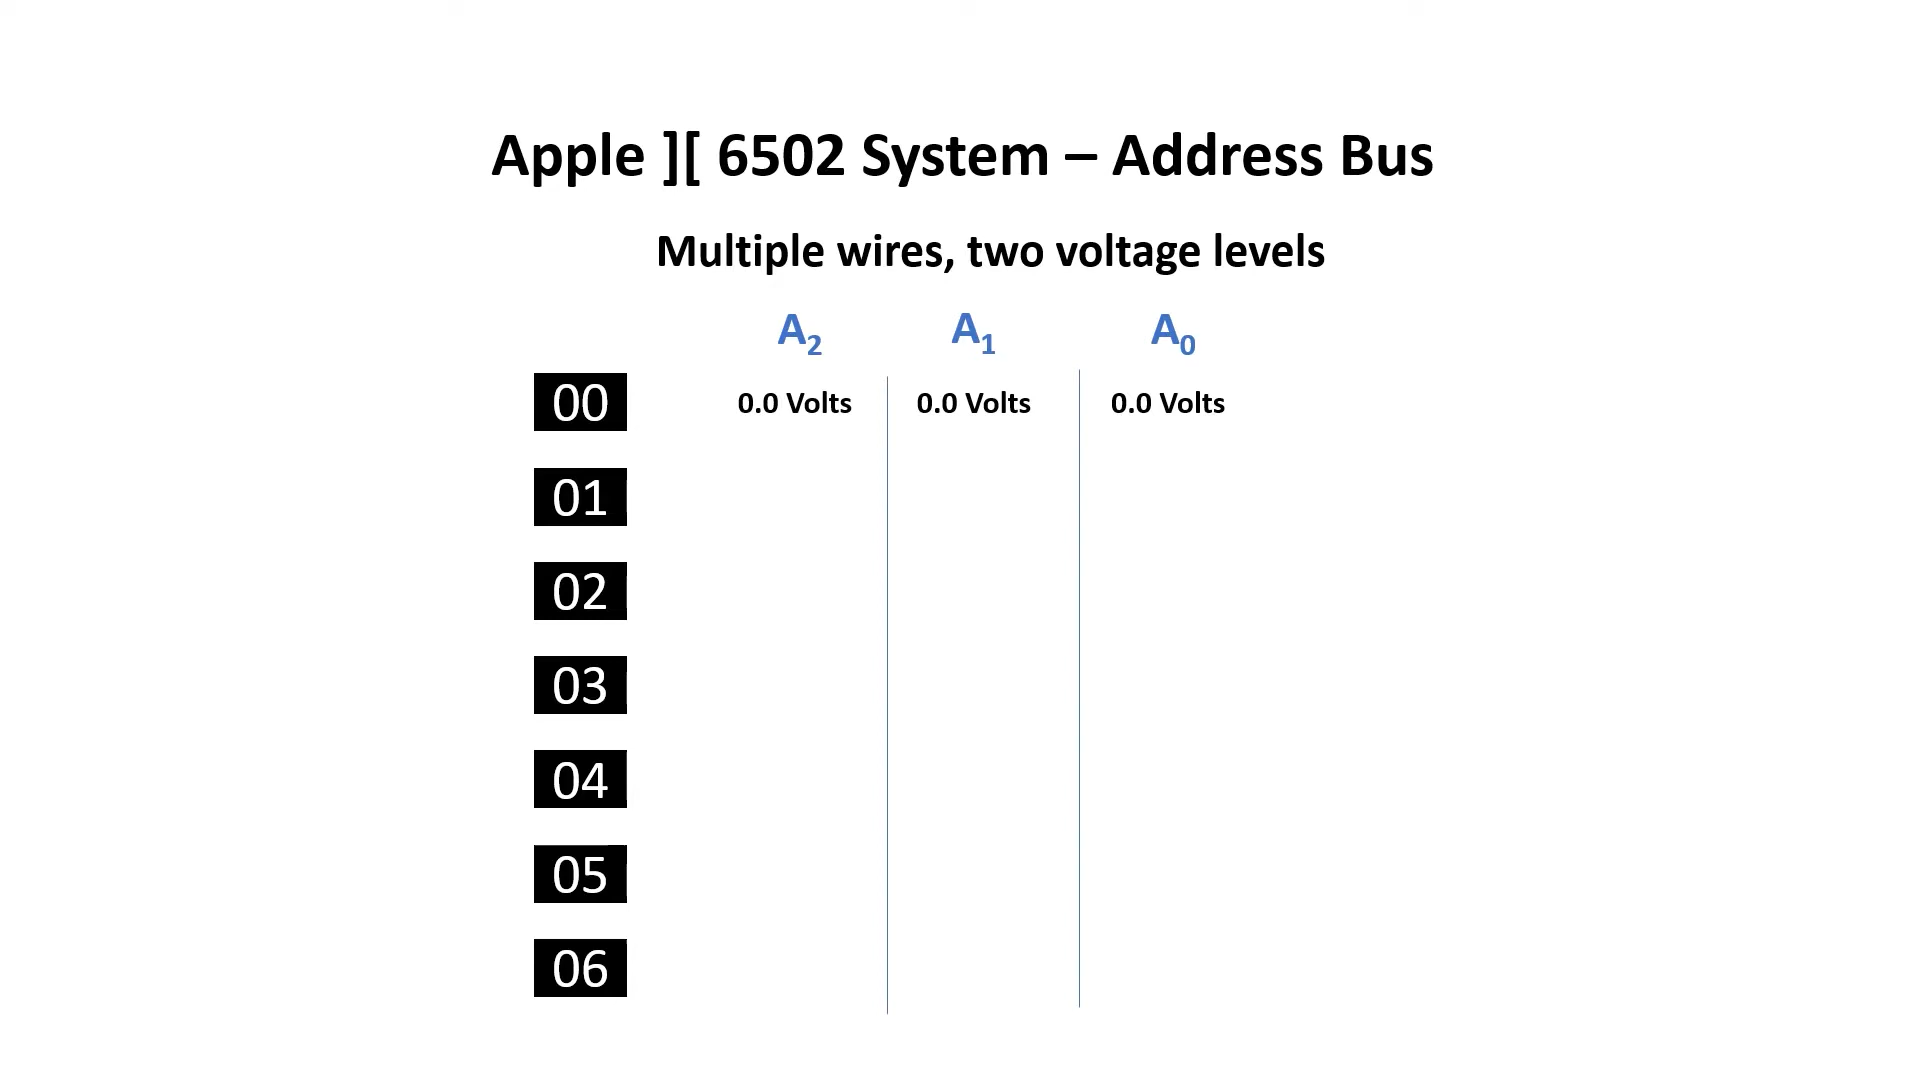 Apple ][ 6502 System – Address Bus
Multiple wires, two voltage levels
A2 A1 A0
00 0.0 Volts 0.0 Volts 0.0 Volts
01
02
03
04
05
06